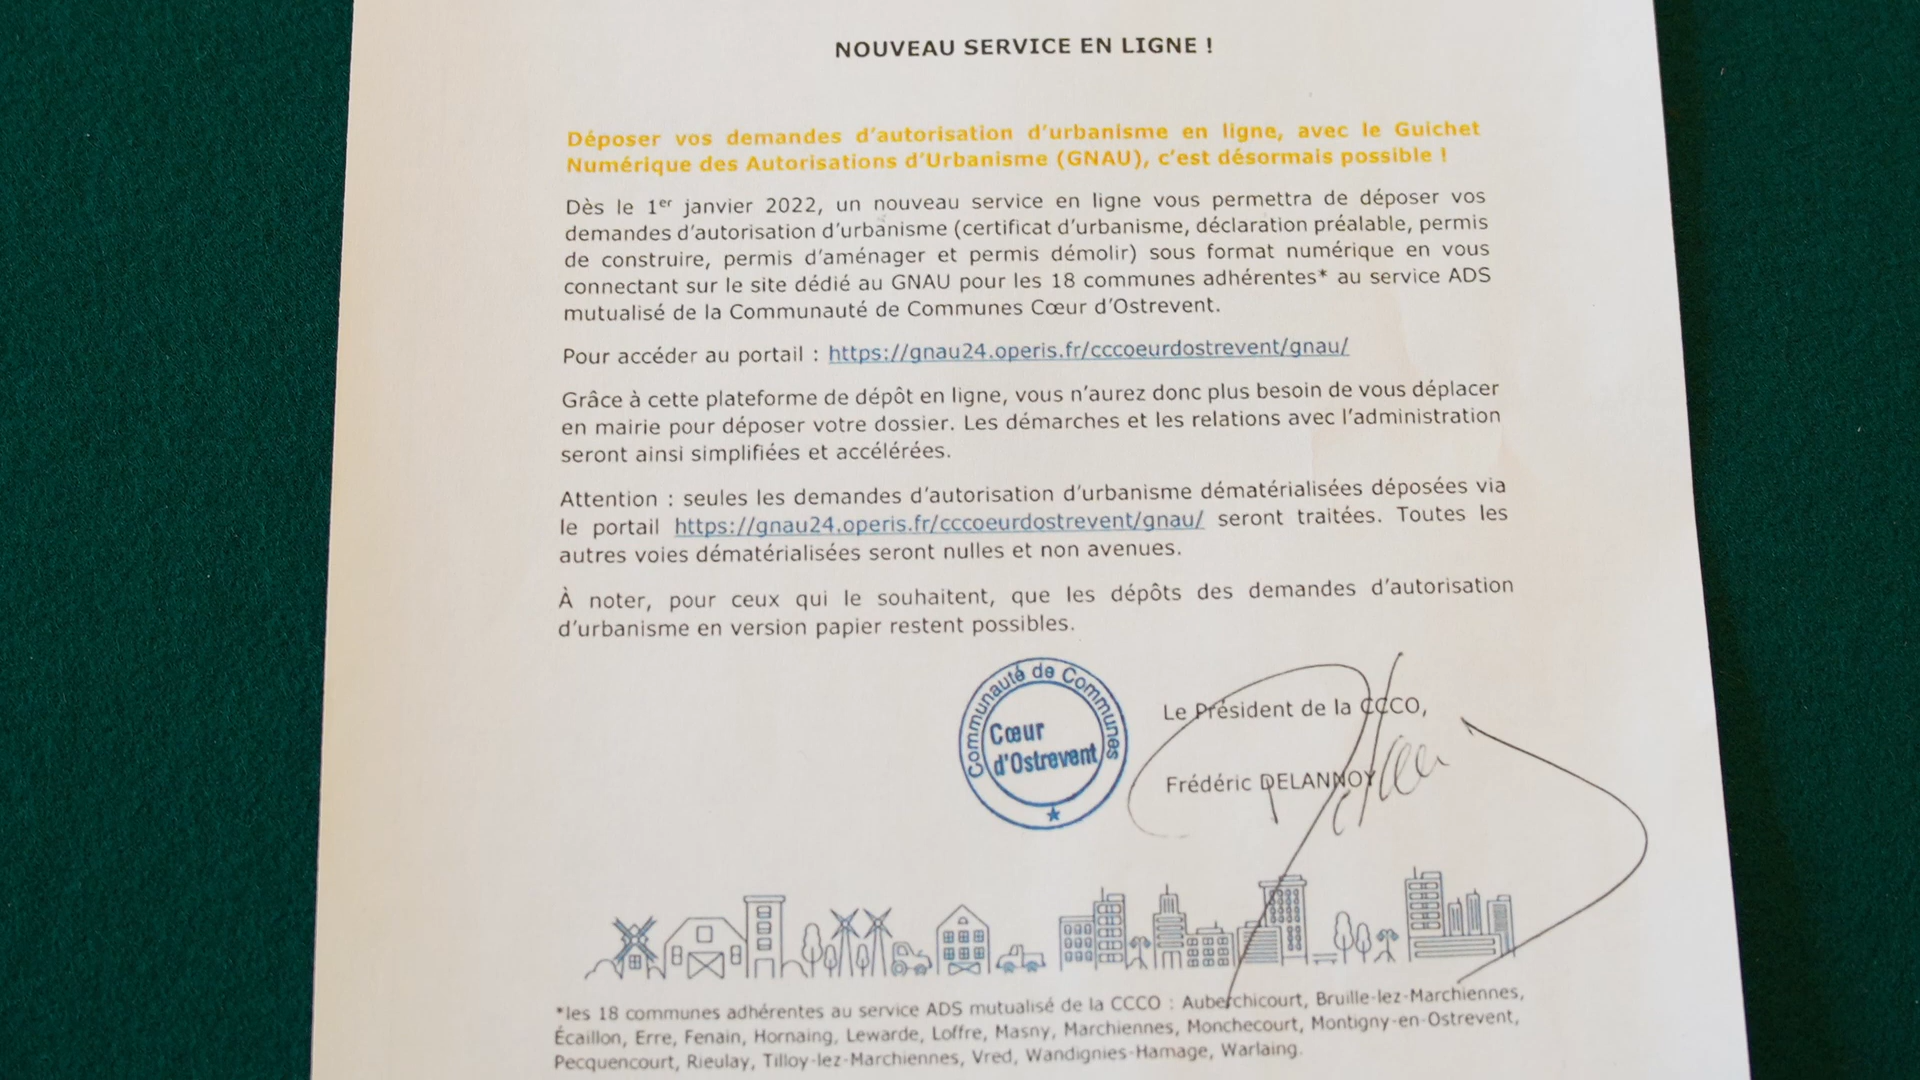 NOUVEAU SERVICE EN LIGNE !
Déposer vos demandes d'autorisation d'urbanisme en ligne, avec le Guichet
Numérique des Autorisations d'Urbanisme (GNAU), c'est désormais possible !
Dès le 1er janvier 2022, un nouveau service en ligne vous permettra de déposer vos
demandes d'autorisation d'urbanisme (certificat d'urbanisme, déclaration préalable, permis
de construire, permis d'aménager et permis démolir) sous format numérique en vous
connectant sur le site dédié au GNAU pour les 18 communes adhérentes* au service ADS
mutualisé de la Communauté de Communes Cœur d'Ostrevent.
Pour accéder au portail : https://gnau24.operis.fr/cccoeurdostrevent/gnau/
Grâce à cette plateforme de dépôt en ligne, vous n'aurez donc plus besoin de vous déplacer
en mairie pour déposer votre dossier. Les démarches et les relations avec l'administration
seront ainsi simplifiées et accélérées.
Attention : seules les demandes d'autorisation d'urbanisme dématérialisées déposées via
le portail https://gnau24.operis.fr/cccoeurdostrevent/gnau/ seront traitées. Toutes les
autres voies dématérialisées seront nulles et non avenues.
À noter, pour ceux qui le souhaitent, que les dépôts des demandes d'autorisation
d'urbanisme en version papier restent possibles.
Communauté de Communes
Cœur
d'Ostrevent
Le Président de la CCCO,
Frédéric DELANNOY
*les 18 communes adhérentes au service ADS mutualisé de la CCCO : Auberchicourt, Bruille-lez-Marchiennes,
Écaillon, Erre, Fenain, Hornaing, Lewarde, Loffre, Masny, Marchiennes, Monchecourt, Montigny-en-Ostrevent,
Pecquencourt, Rieulay, Tilloy-lez-Marchiennes, Vred, Wandignies-Hamage, Warlaing.